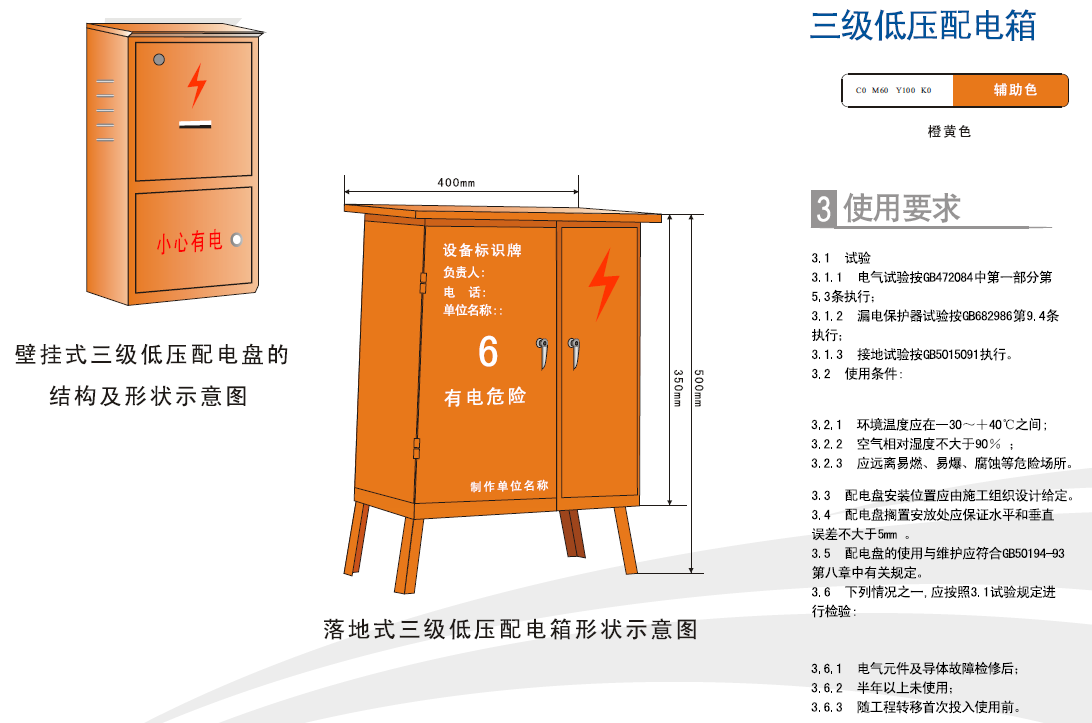 三级低压配电箱
C0 M60 Y100 K0
辅助色
橙黄色
小心有电
壁挂式三级低压配电盘的
结构及形状示意图
400mm
设备标识牌
负责人:
电 话:
单位名称::
6
有电危险
制作单位名称
350mm
500mm
落地式三级低压配电箱形状示意图
3 使用要求
3.1 试验
3.1.1 电气试验按GB472084中第一部分第
5.3条执行;
3.1.2 漏电保护器试验按GB682986第9.4条
执行;
3.1.3 接地试验按GB5015091执行。
3.2 使用条件:
3.2.1 环境温度应在—30～+40℃之间;
3.2.2 空气相对湿度不大于90% ;
3.2.3 应远离易燃、易爆、腐蚀等危险场所。
3.3 配电盘安装位置应由施工组织设计给定。
3.4 配电盘搁置安放处应保证水平和垂直
误差不大于5mm 。
3.5 配电盘的使用与维护应符合GB50194-93
第八章中有关规定。
3.6 下列情况之一,应按照3.1试验规定进
行检验:
3.6.1 电气元件及导体故障检修后;
3.6.2 半年以上未使用;
3.6.3 随工程转移首次投入使用前。